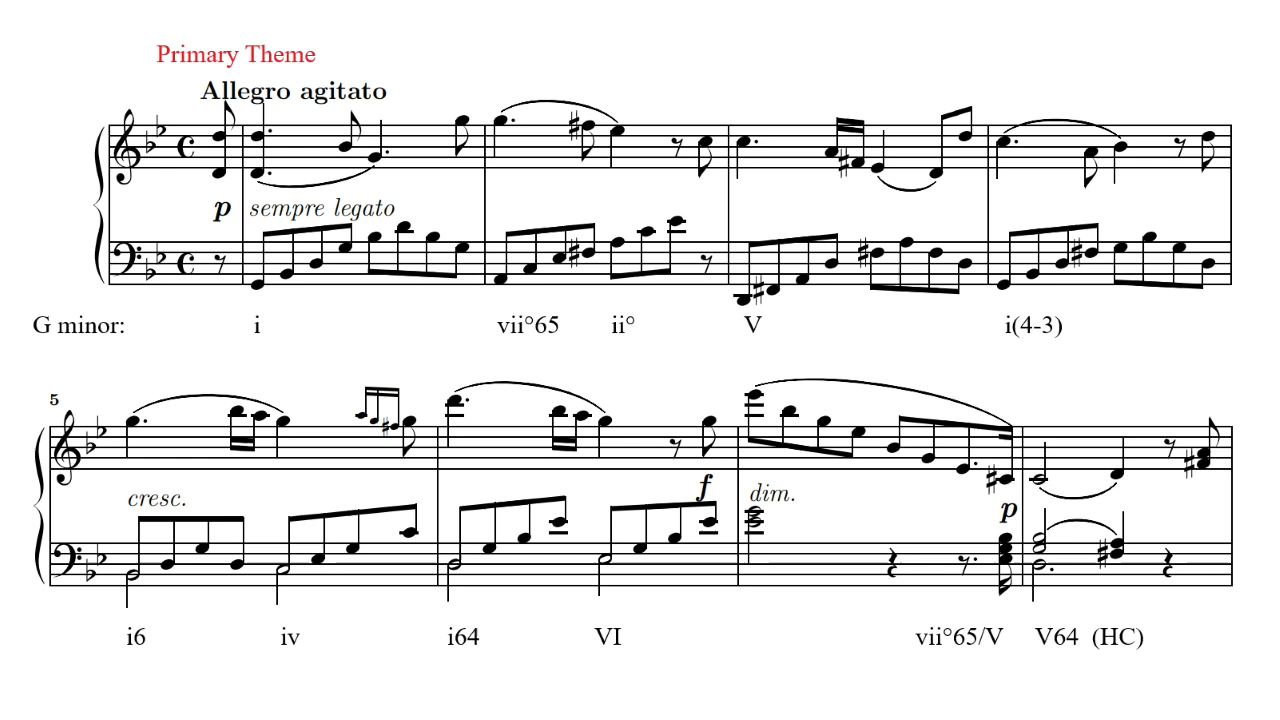 Primary Theme
Allegro agitato
p sempre legato
G minor: i vii°65 ii° V i(4-3)
5
cresc. f dim. p
i6 iv i64 VI vii°65/V V64 (HC)